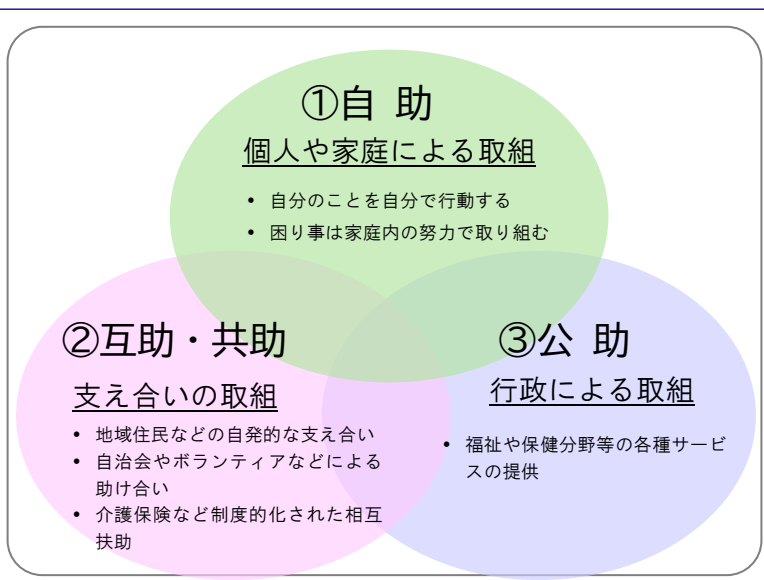 ①自 助
個人や家庭による取組
• 自分のことを自分で行動する
• 困り事は家庭内の努力で取り組む
②互助・共助
支え合いの取組
• 地域住民などの自発的な支え合い
• 自治会やボランティアなどによる
助け合い
• 介護保険など制度的化された相互
扶助
③公 助
行政による取組
• 福祉や保健分野等の各種サービ
スの提供